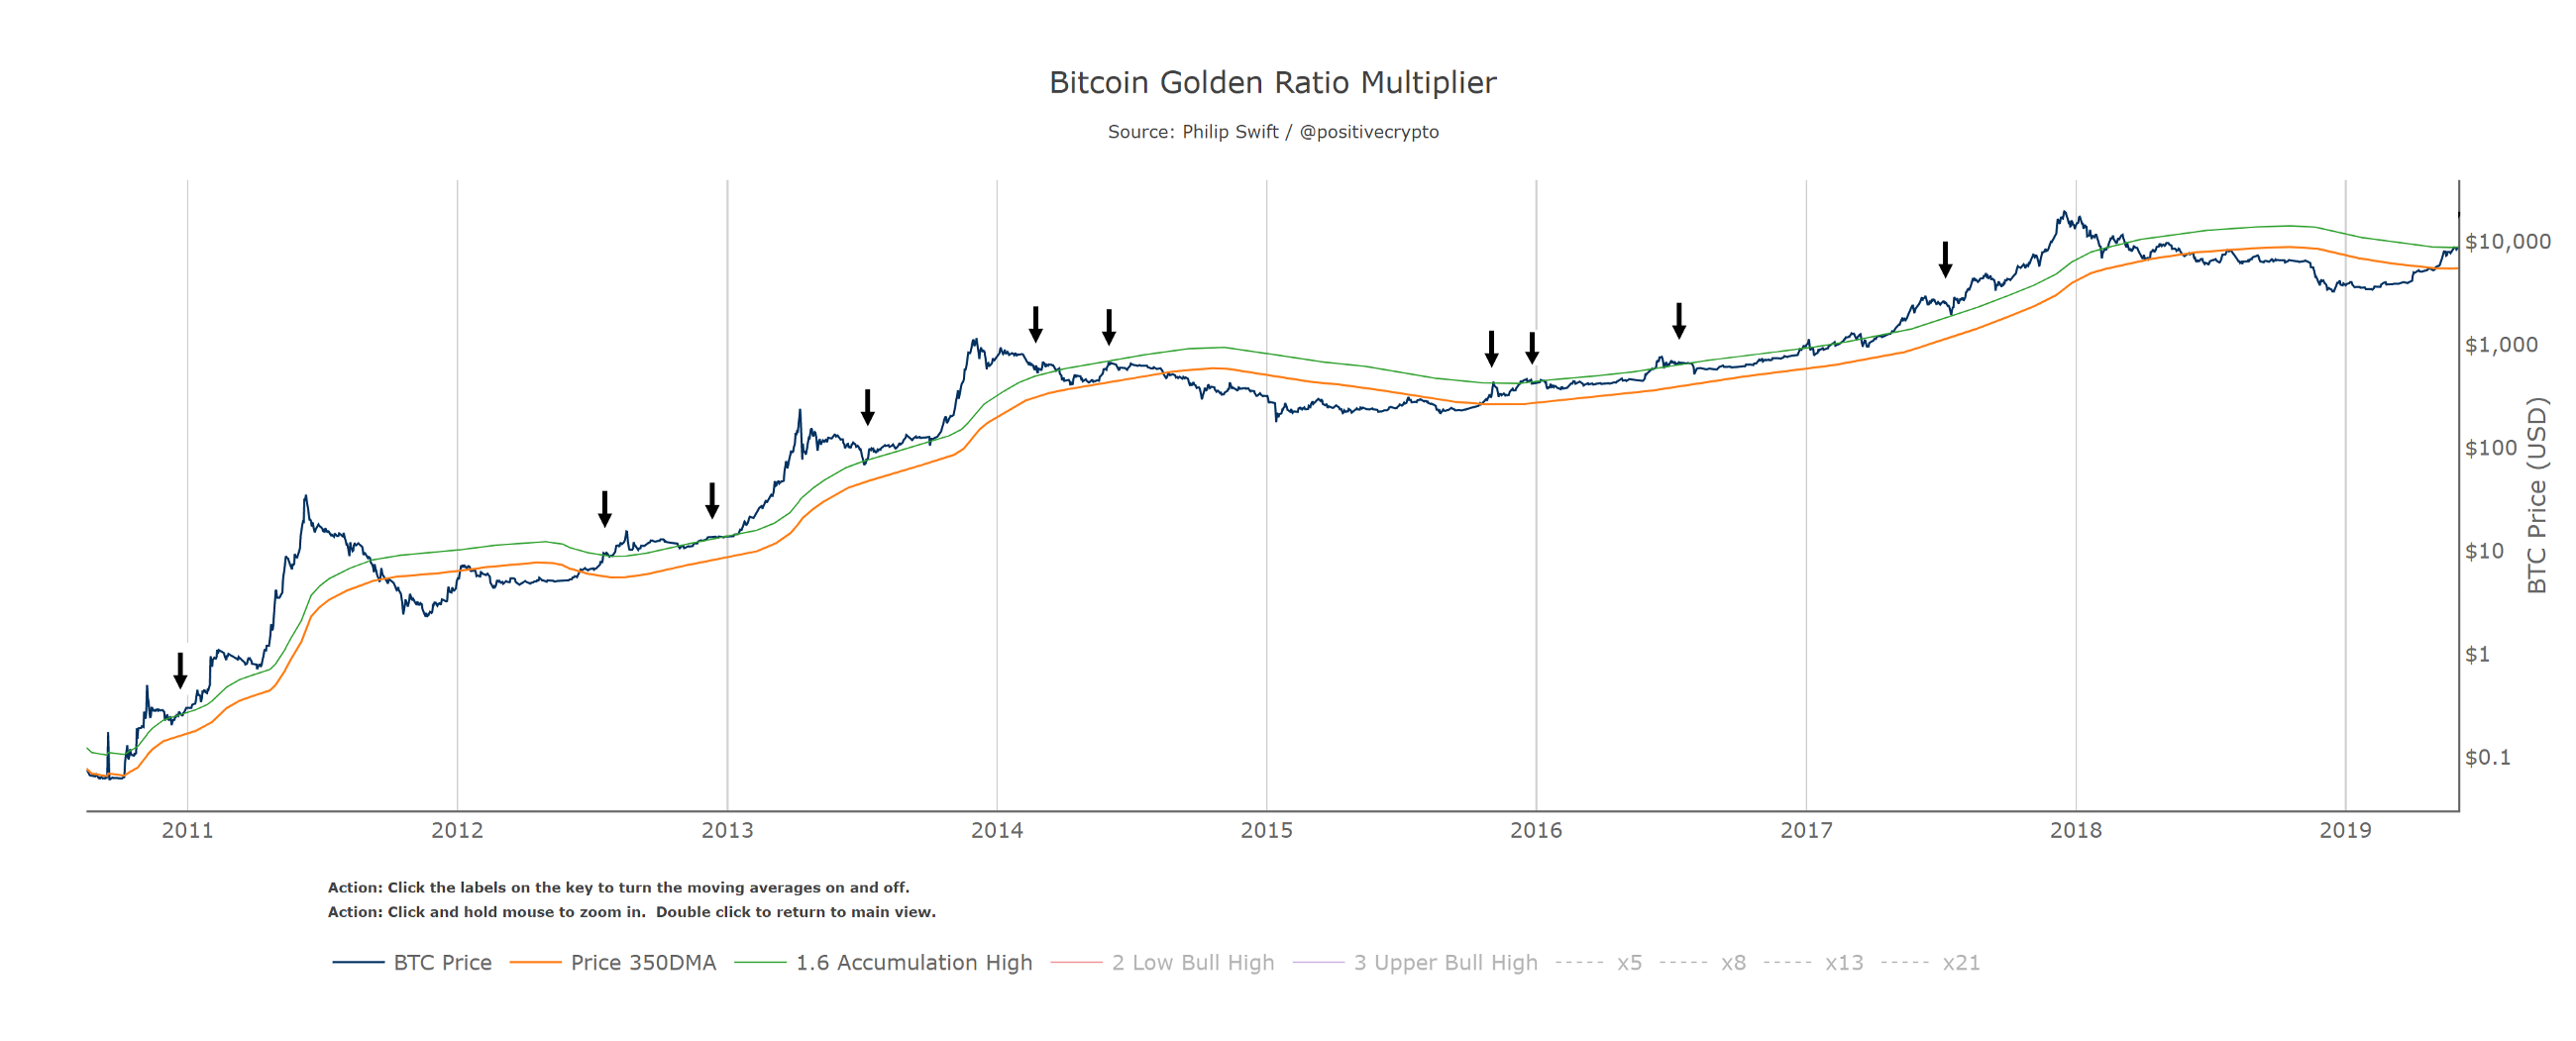 Bitcoin Golden Ratio Multiplier
Source: Philip Swift / @positivecrypto
$10,000
$1,000
$100
$10
$1
$0.1
BTC Price (USD)
2011 2012 2013 2014 2015 2016 2017 2018 2019
Action: Click the labels on the key to turn the moving averages on and off.
Action: Click and hold mouse to zoom in.  Double click to return to main view.
BTC Price Price 350DMA 1.6 Accumulation High 2 Low Bull High 3 Upper Bull High x5 x8 x13 x21